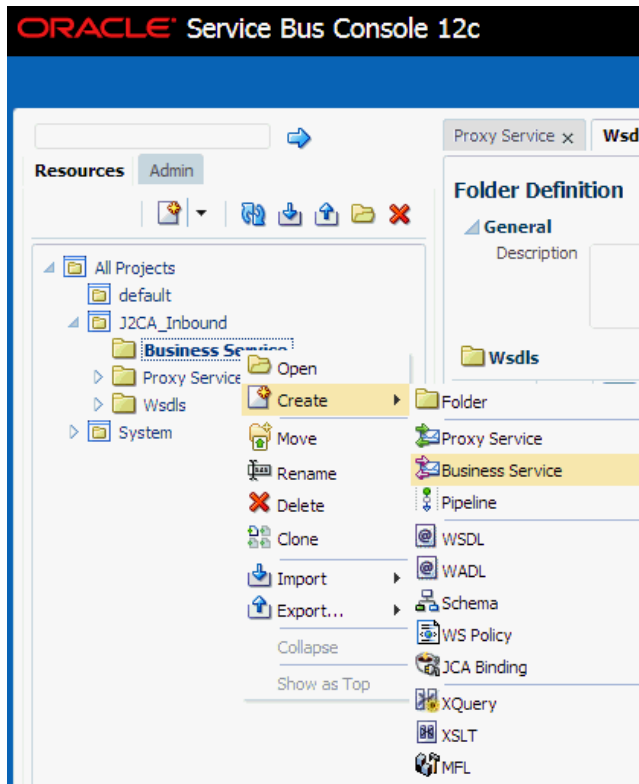 ORACLE Service Bus Console 12c
Proxy Service x
Wsd
Resources
Admin
Folder Definition
General
Description
All Projects
default
J2CA_Inbound
Business Service
Proxy Service
Wsdls
System
Wsdls
Open
Create
Move
Rename
Delete
Clone
Import
Export...
Collapse
Show as Top
Folder
Proxy Service
Business Service
Pipeline
WSDL
WADL
Schema
WS Policy
JCA Binding
XQuery
XSLT
MFL